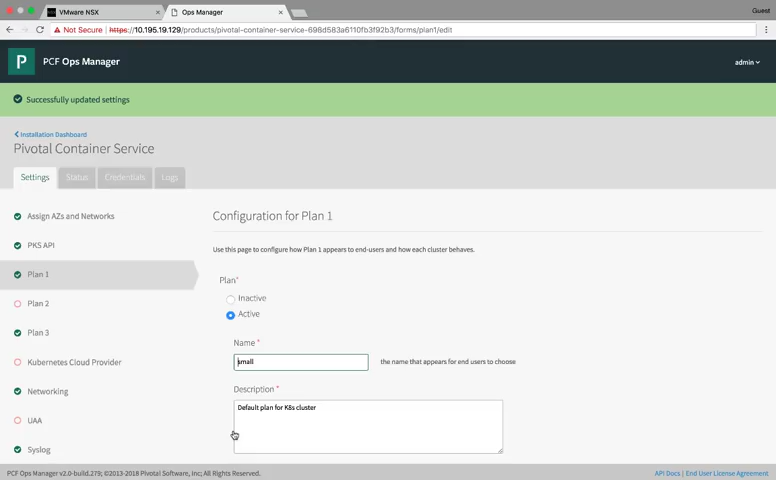 VMware NSX
Ops Manager
Guest
Not Secure https://10.195.19.129/products/pivotal-container-service-698d583a6110fb3f92b3/forms/plan1/edit
P PCF Ops Manager
admin
Successfully updated settings
Installation Dashboard
Pivotal Container Service
Settings Status Credentials Logs
Assign AZs and Networks
PKS API
Plan 1
Plan 2
Plan 3
Kubernetes Cloud Provider
Networking
UAA
Syslog
Configuration for Plan 1
Use this page to configure how Plan 1 appears to end-users and how each cluster behaves.
Plan*
Inactive
Active
Name *
small the name that appears for end users to choose
Description *
Default plan for K8s cluster
PCF Ops Manager v2.0-build.279; ©2013-2018 Pivotal Software, Inc; All Rights Reserved.
API Docs | End User License Agreement